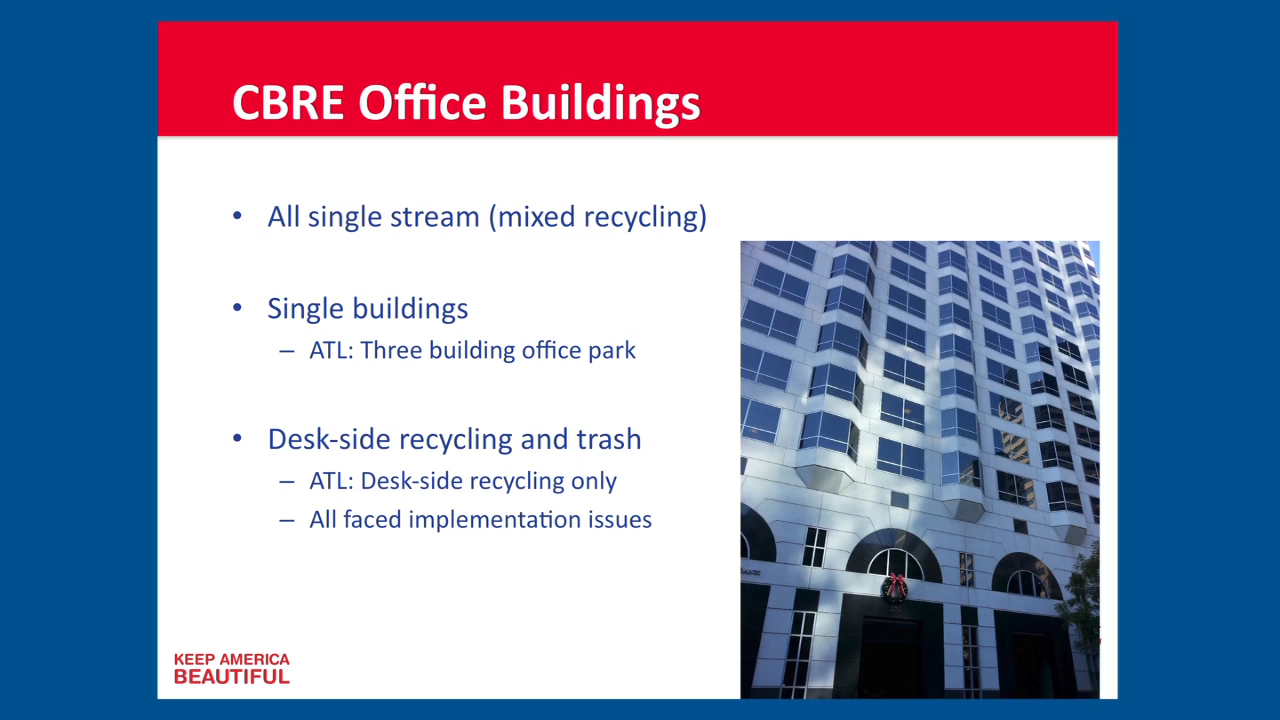 CBRE Office Buildings
• All single stream (mixed recycling)
• Single buildings
– ATL: Three building office park
• Desk-side recycling and trash
– ATL: Desk-side recycling only
– All faced implementation issues
KEEP AMERICA
BEAUTIFUL